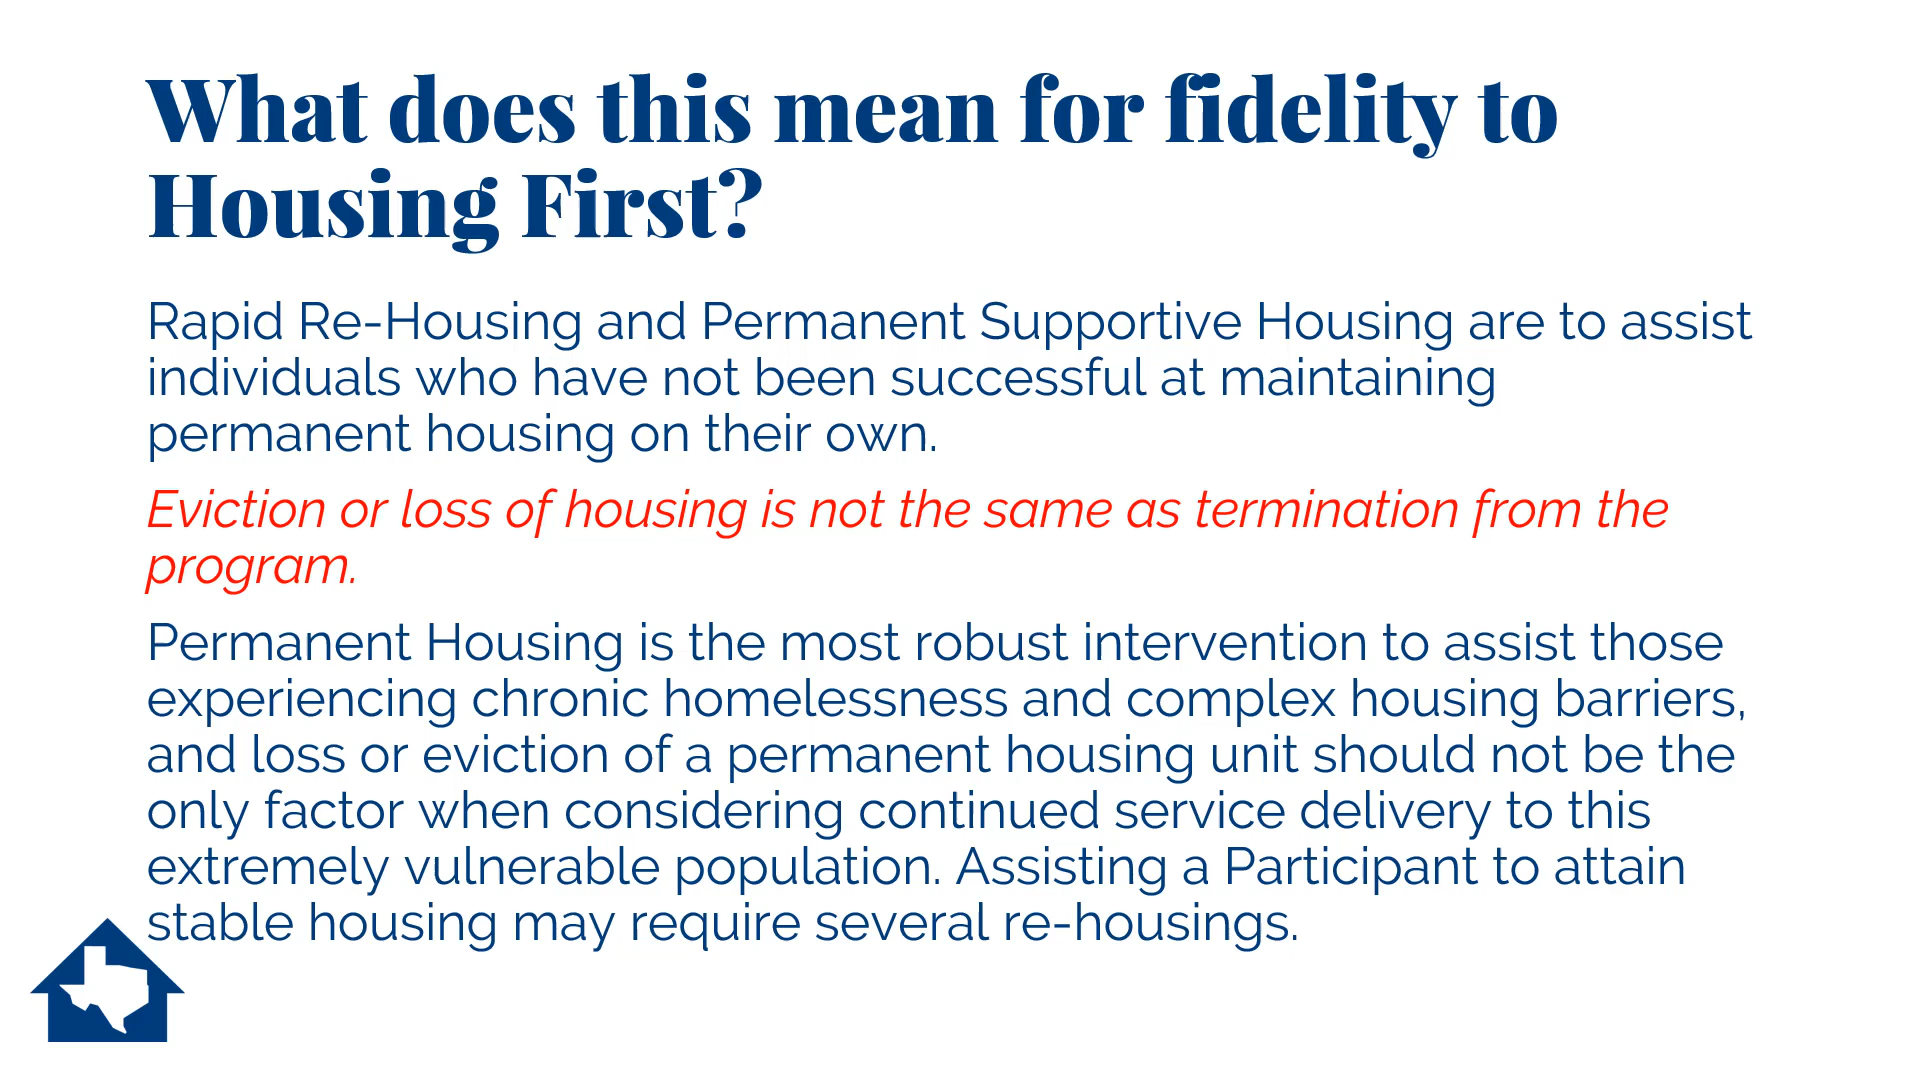 What does this mean for fidelity to
Housing First?
Rapid Re-Housing and Permanent Supportive Housing are to assist
individuals who have not been successful at maintaining
permanent housing on their own.
Eviction or loss of housing is not the same as termination from the
program.
Permanent Housing is the most robust intervention to assist those
experiencing chronic homelessness and complex housing barriers,
and loss or eviction of a permanent housing unit should not be the
only factor when considering continued service delivery to this
extremely vulnerable population. Assisting a Participant to attain
stable housing may require several re-housings.